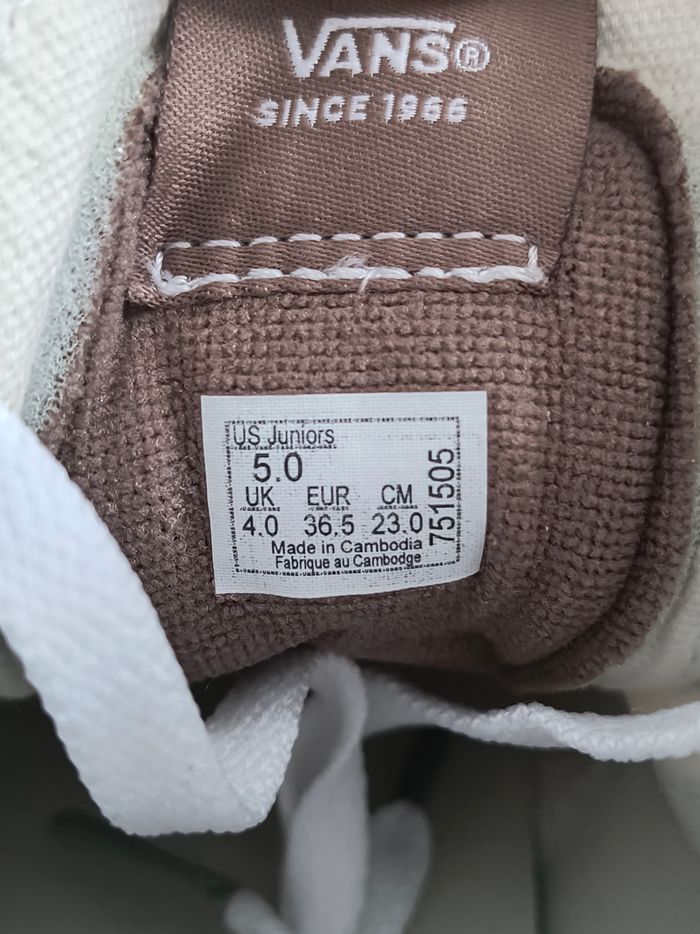 VANS®
SINCE 1966
US Juniors
5.0
UK EUR CM
4.0 36.5 23.0
Made in Cambodia
Fabrique au Cambodge
751505